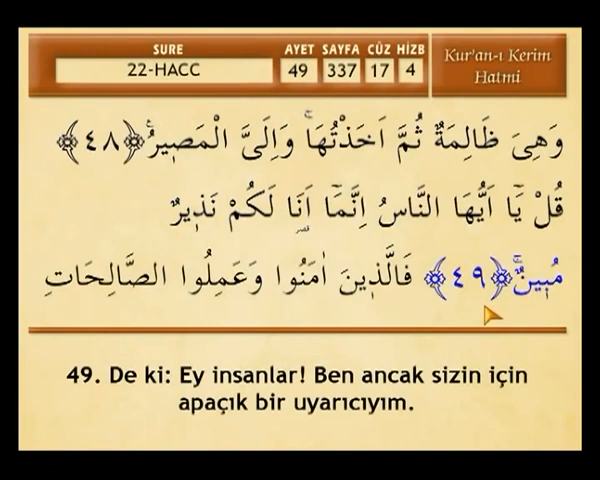 SURE AYET SAYFA CÜZ HİZB
22-HACC 49 337 17 4
Kur'an-ı Kerim
Hatmi
وَهِىَ ظَالِمَةٌ ثُمَّ اَخَذْتُهَاۚ وَاِلَىَّ الْمَص۪يرُ۟ ﴿٤٨﴾
قُلْ يَٓا اَيُّهَا النَّاسُ اِنَّمَٓا اَنَا۬ لَكُمْ نَذ۪يرٌ
مُب۪ينٌۚ ﴿٤٩﴾ فَالَّذ۪ينَ اٰمَنُوا وَعَمِلُوا الصَّالِحَاتِ
49. De ki: Ey insanlar! Ben ancak sizin için
apaçık bir uyarıcıyım.